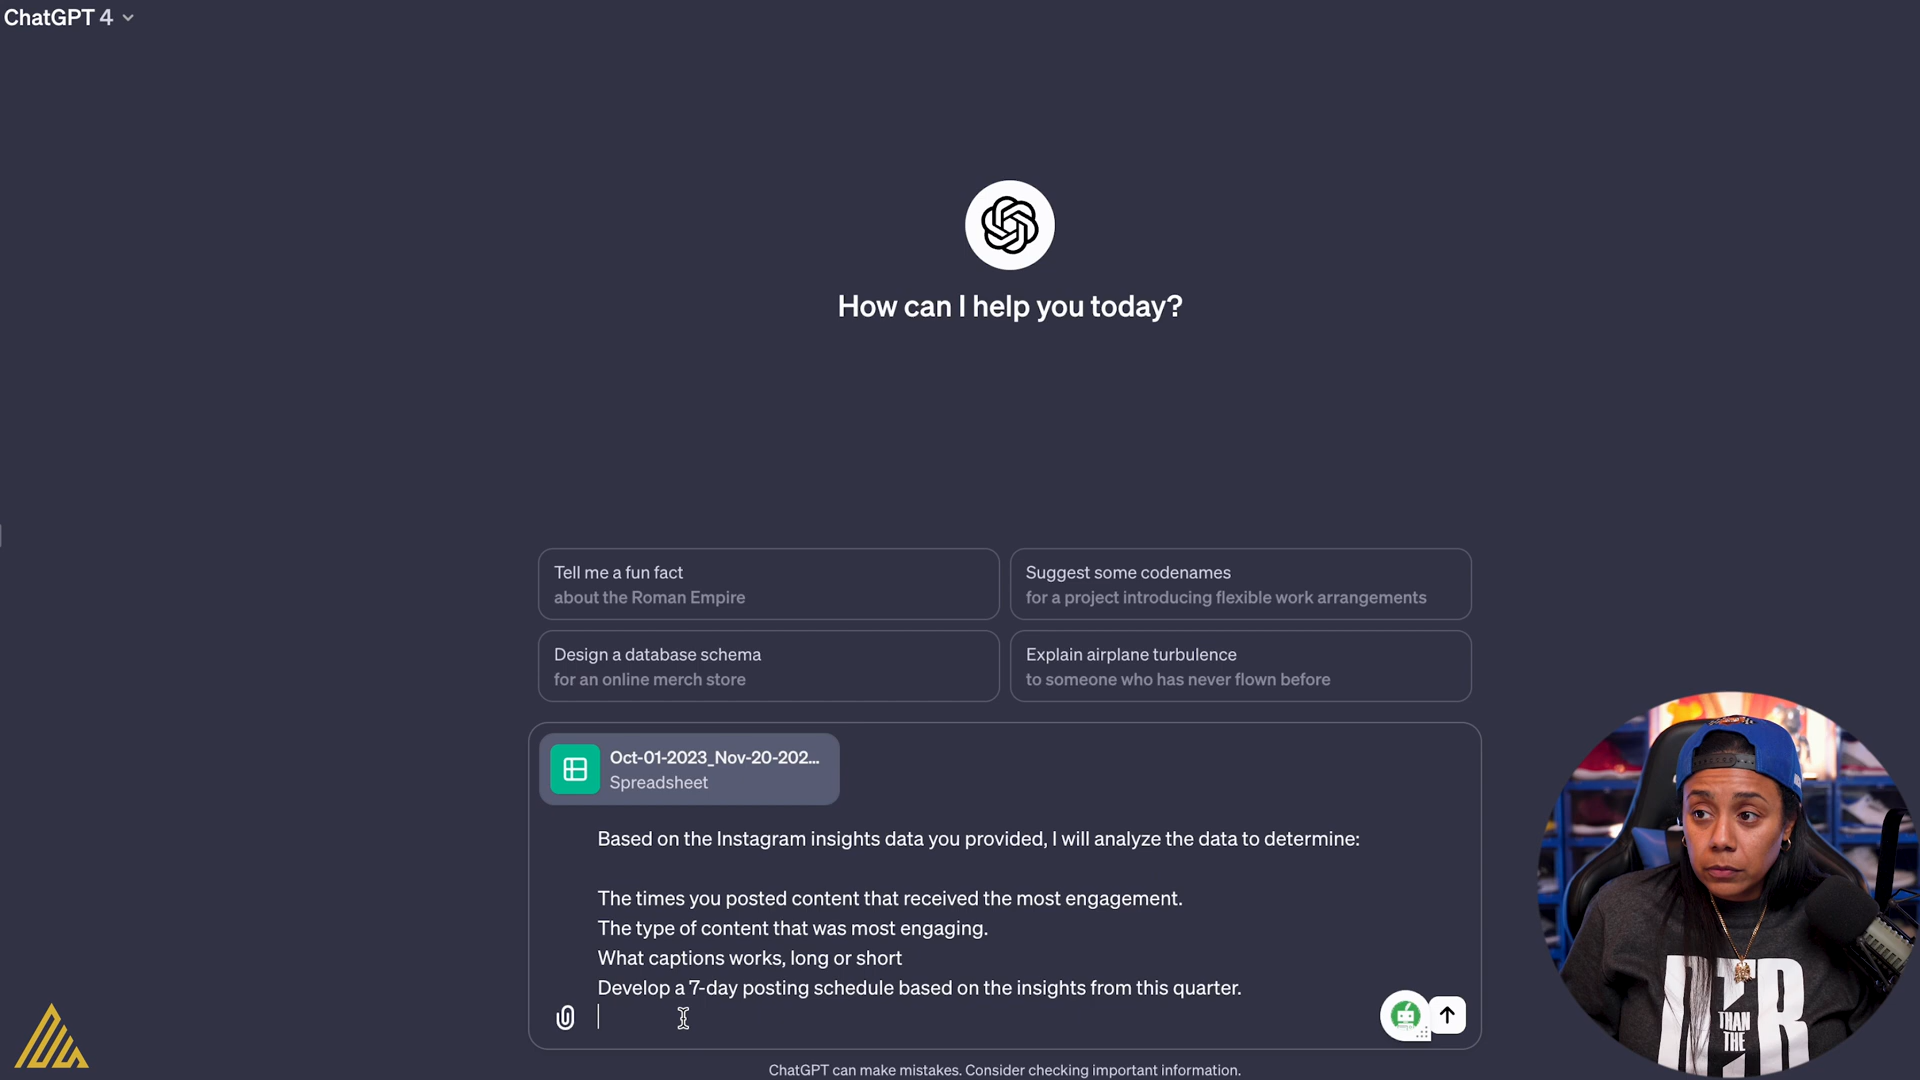 ChatGPT 4
How can I help you today?
Tell me a fun fact
about the Roman Empire
Suggest some codenames
for a project introducing flexible work arrangements
Design a database schema
for an online merch store
Explain airplane turbulence
to someone who has never flown before
Oct-01-2023_Nov-20-202...
Spreadsheet
Based on the Instagram insights data you provided, I will analyze the data to determine:
The times you posted content that received the most engagement.
The type of content that was most engaging.
What captions works, long or short
Develop a 7-day posting schedule based on the insights from this quarter.
ChatGPT can make mistakes. Consider checking important information.
THAN
THE